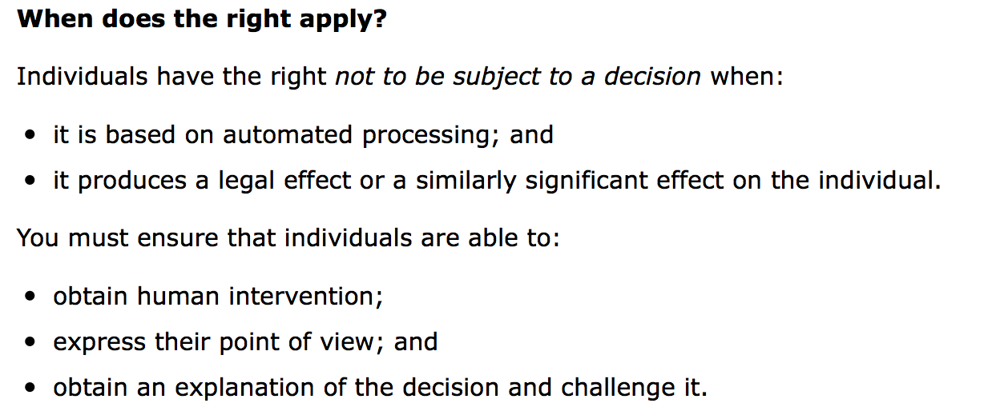 When does the right apply?
Individuals have the right not to be subject to a decision when:
• it is based on automated processing; and
• it produces a legal effect or a similarly significant effect on the individual.
You must ensure that individuals are able to:
• obtain human intervention;
• express their point of view; and
• obtain an explanation of the decision and challenge it.